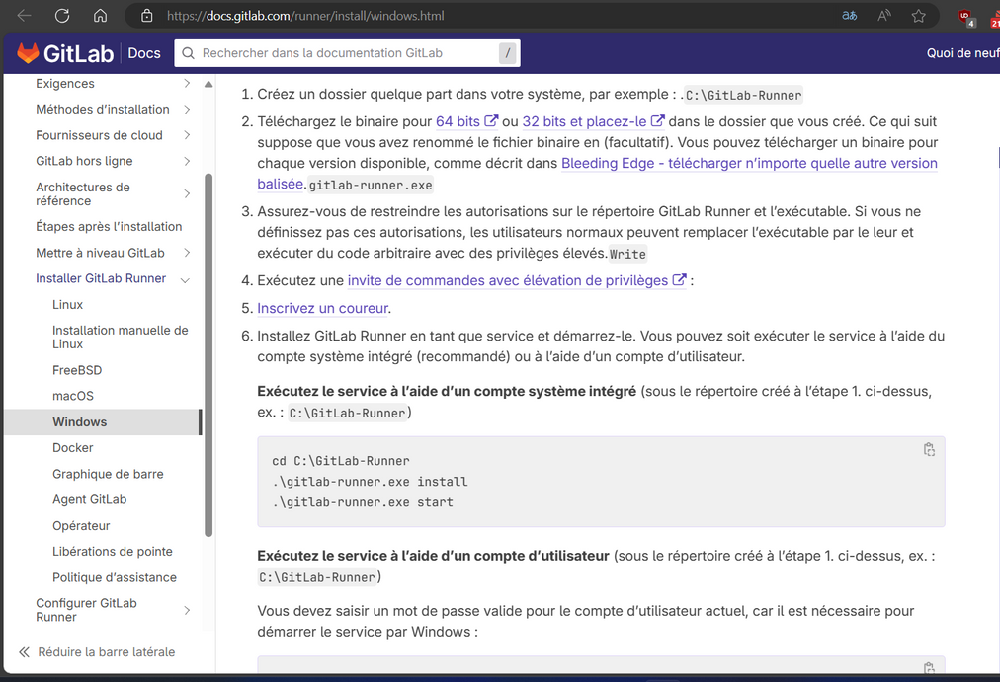 https://docs.gitlab.com/runner/install/windows.html
4
21
GitLab Docs
Rechercher dans la documentation GitLab
/
Quoi de neuf
Exigences
Méthodes d'installation
Fournisseurs de cloud
GitLab hors ligne
Architectures de
référence
Étapes après l'installation
Mettre à niveau GitLab
Installer GitLab Runner
Linux
Installation manuelle de
Linux
FreeBSD
macOS
Windows
Docker
Graphique de barre
Agent GitLab
Opérateur
Libérations de pointe
Politique d'assistance
Configurer GitLab
Runner
Réduire la barre latérale
1. Créez un dossier quelque part dans votre système, par exemple : .C:\GitLab-Runner
2. Téléchargez le binaire pour 64 bits ou 32 bits et placez-le dans le dossier que vous créé. Ce qui suit
suppose que vous avez renommé le fichier binaire en (facultatif). Vous pouvez télécharger un binaire pour
chaque version disponible, comme décrit dans Bleeding Edge - télécharger n'importe quelle autre version
balisée.gitlab-runner.exe
3. Assurez-vous de restreindre les autorisations sur le répertoire GitLab Runner et l'exécutable. Si vous ne
définissez pas ces autorisations, les utilisateurs normaux peuvent remplacer l'exécutable par le leur et
exécuter du code arbitraire avec des privilèges élevés.Write
4. Exécutez une invite de commandes avec élévation de privilèges :
5. Inscrivez un coureur.
6. Installez GitLab Runner en tant que service et démarrez-le. Vous pouvez soit exécuter le service à l'aide du
compte système intégré (recommandé) ou à l'aide d'un compte d'utilisateur.
Exécutez le service à l'aide d'un compte système intégré (sous le répertoire créé à l'étape 1. ci-dessus,
ex. : C:\GitLab-Runner)
cd C:\GitLab-Runner
.\gitlab-runner.exe install
.\gitlab-runner.exe start
Exécutez le service à l'aide d'un compte d'utilisateur (sous le répertoire créé à l'étape 1. ci-dessus, ex. :
C:\GitLab-Runner)
Vous devez saisir un mot de passe valide pour le compte d'utilisateur actuel, car il est nécessaire pour
démarrer le service par Windows :